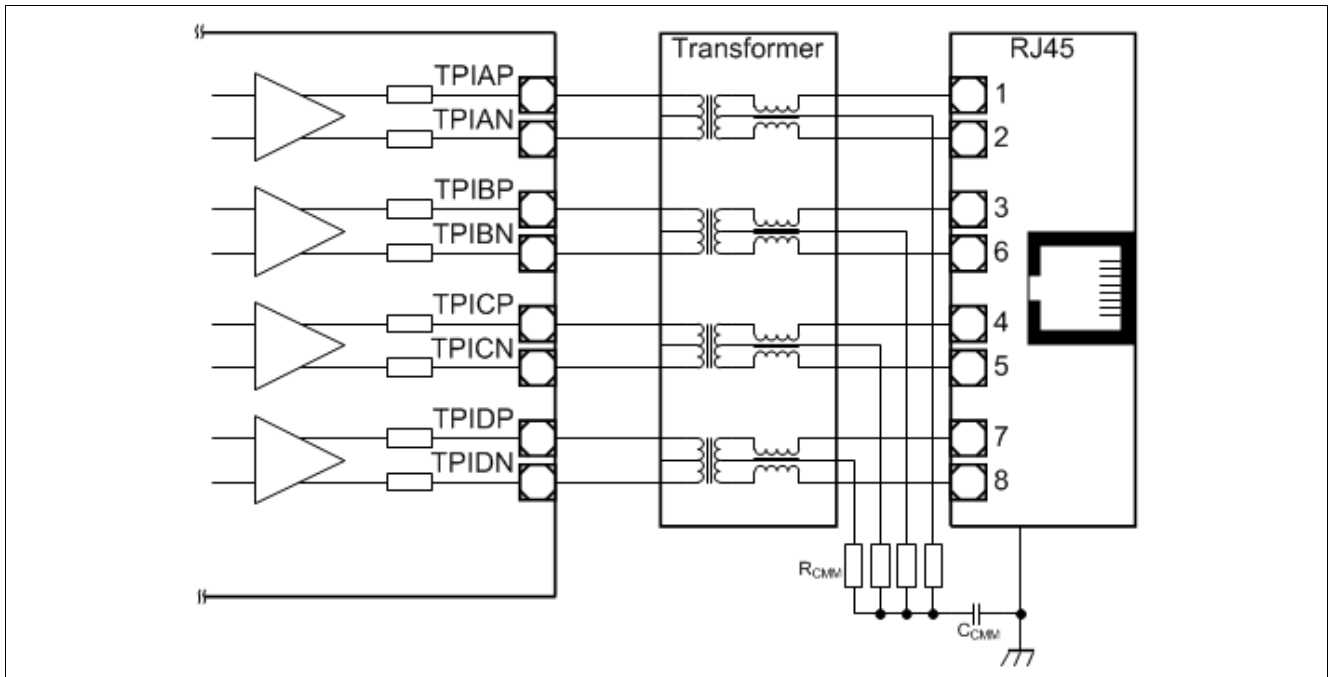 Transformer
RJ45
TPIAP
1
TPIAN
2
TPIBP
3
TPIBN
6
TPICP
4
TPICN
5
TPIDP
7
TPIDN
8
RCMM
CCMM